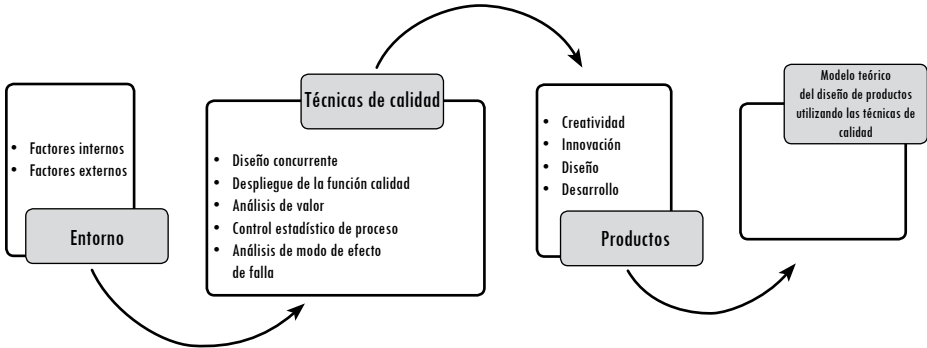 • Factores internos
• Factores externos
Entorno
Técnicas de calidad
• Diseño concurrente
• Despliegue de la función calidad
• Análisis de valor
• Control estadístico de proceso
• Análisis de modo de efecto
de falla
• Creatividad
• Innovación
• Diseño
• Desarrollo
Productos
Modelo teórico
del diseño de productos
utilizando las técnicas de
calidad